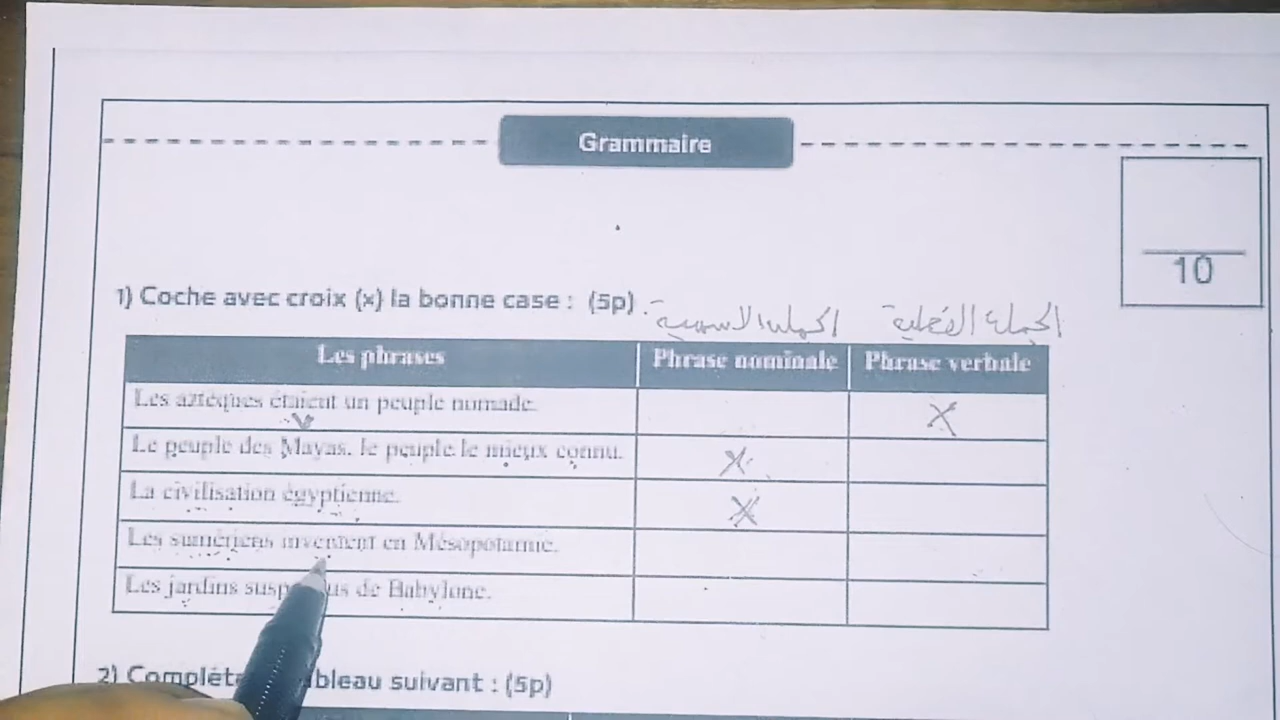 Grammaire
10
1) Coche avec croix (x) la bonne case : (5p)
الجملة الاسمية الجملة الفعلية
Les phrases Phrase nominale Phrase verbale
Les aztèques étaient un peuple nomade. X
Le peuple des Mayas, le peuple le mieux connu. X
La civilisation égyptienne. X
Les sumériens inventent en Mésopotamie.
Les jardins de Babylone.
2) suivant : (5p)